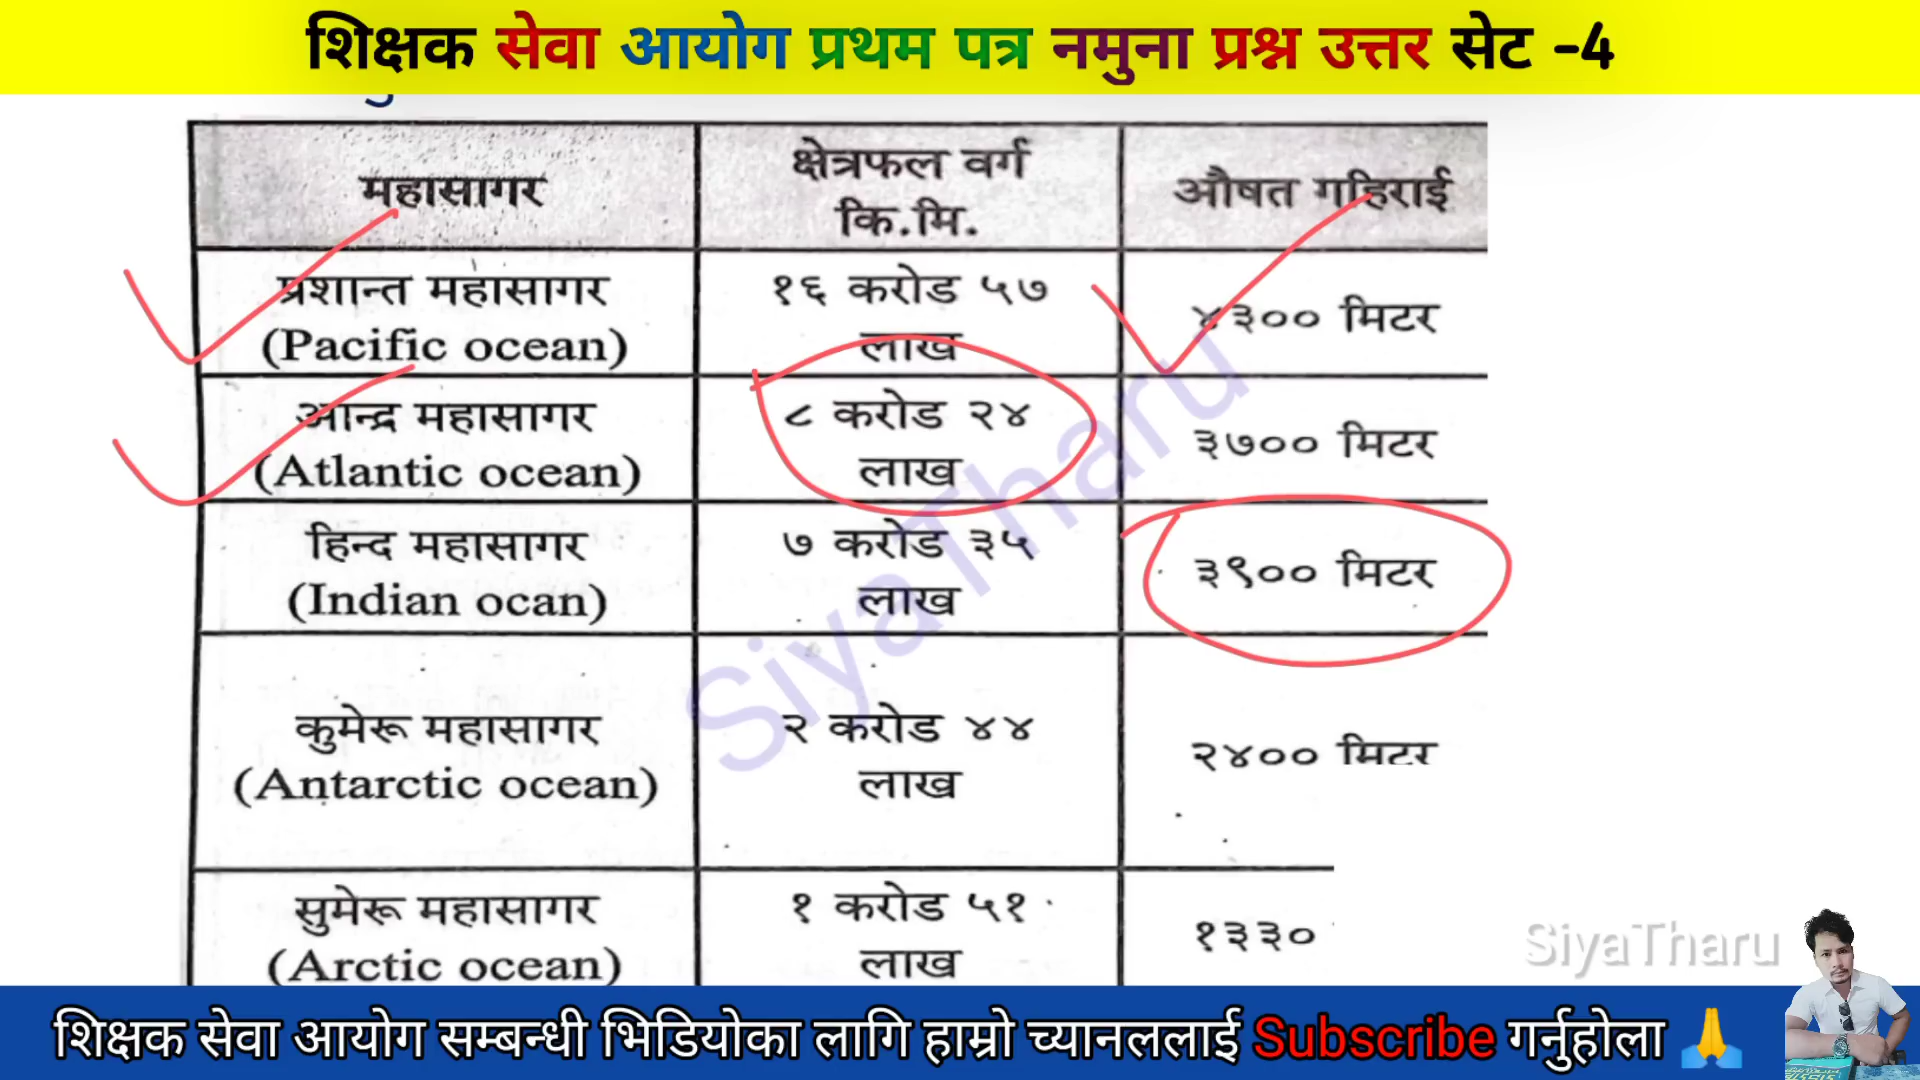 शिक्षक सेवा आयोग प्रथम पत्र नमुना प्रश्न उत्तर सेट -4
महासागर
क्षेत्रफल वर्ग
कि.मि.
औषत गहिराई
प्रशान्त महासागर
(Pacific ocean)
१६ करोड ५७
लाख
४३०० मिटर
आन्द्र महासागर
(Atlantic ocean)
८ करोड २४
लाख
३७०० मिटर
हिन्द महासागर
(Indian ocan)
७ करोड ३५
लाख
३९०० मिटर
कुमेरू महासागर
(Antarctic ocean)
२ करोड ४४
लाख
२४०० मिटर
सुमेरू महासागर
(Arctic ocean)
१ करोड ५१
लाख
१३३०
SiyaTharu
SiyaTharu
शिक्षक सेवा आयोग सम्बन्धी भिडियोका लागि हाम्रो च्यानललाई Subscribe गर्नुहोला 🙏